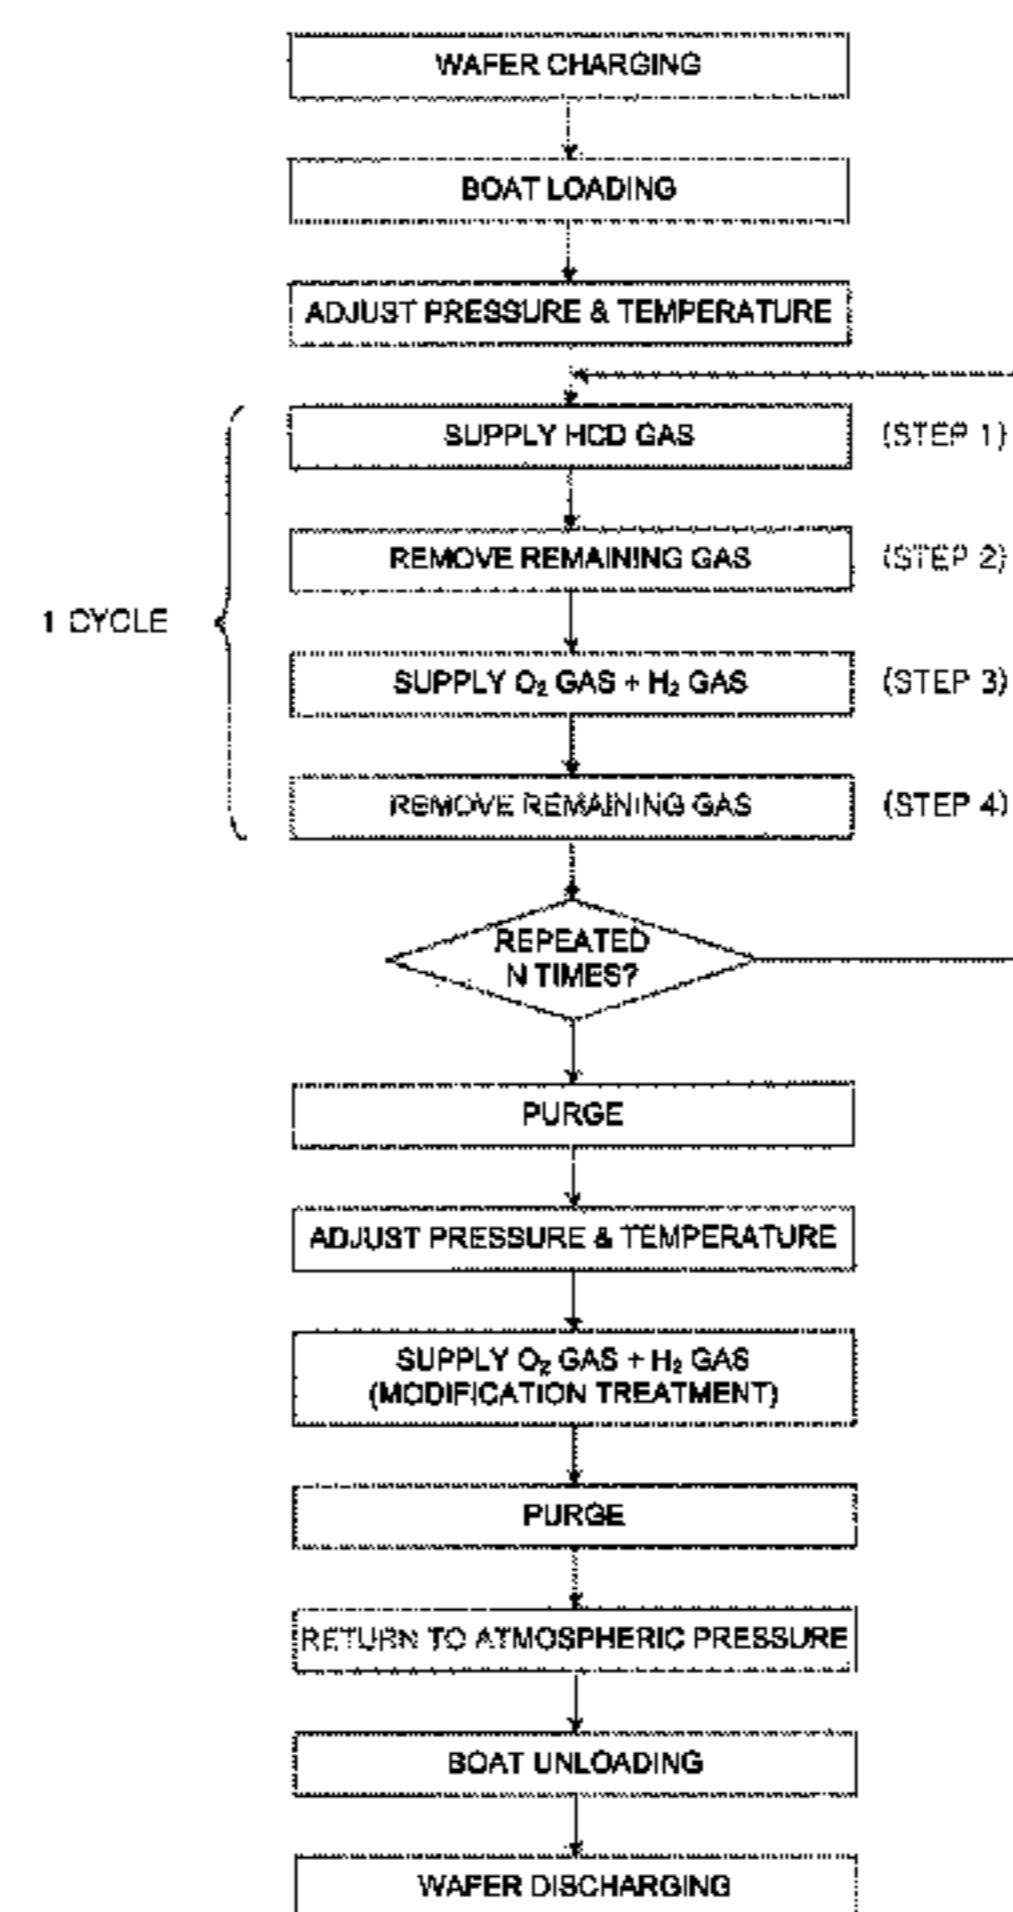 WAFER CHARGING
BOAT LOADING
ADJUST PRESSURE & TEMPERATURE
SUPPLY HCD GAS (STEP 1)
REMOVE REMAINING GAS (STEP 2)
1 CYCLE
SUPPLY O₂ GAS + H₂ GAS (STEP 3)
REMOVE REMAINING GAS (STEP 4)
REPEATED
N TIMES?
PURGE
ADJUST PRESSURE & TEMPERATURE
SUPPLY O₂ GAS + H₂ GAS
(MODIFICATION TREATMENT)
PURGE
RETURN TO ATMOSPHERIC PRESSURE
BOAT UNLOADING
WAFER DISCHARGING